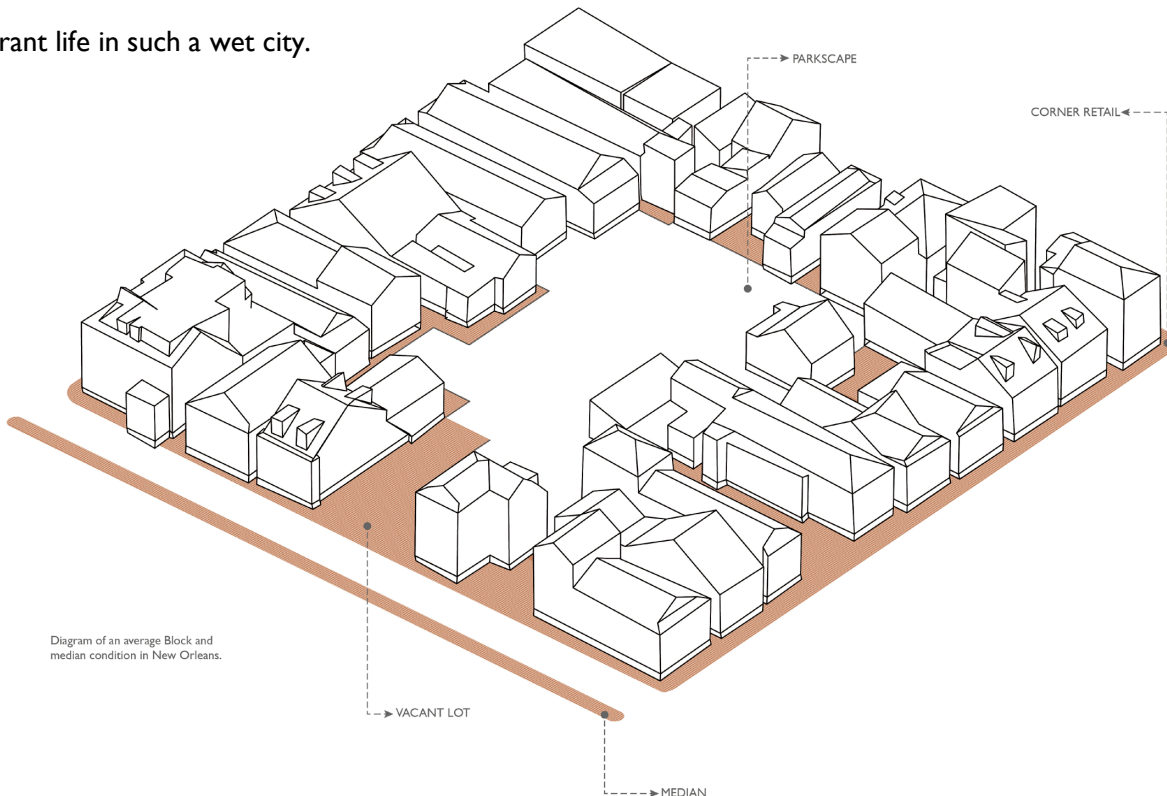 rant life in such a wet city.
PARKSCAPE
CORNER RETAIL
Diagram of an average Block and
median condition in New Orleans.
VACANT LOT
MEDIAN